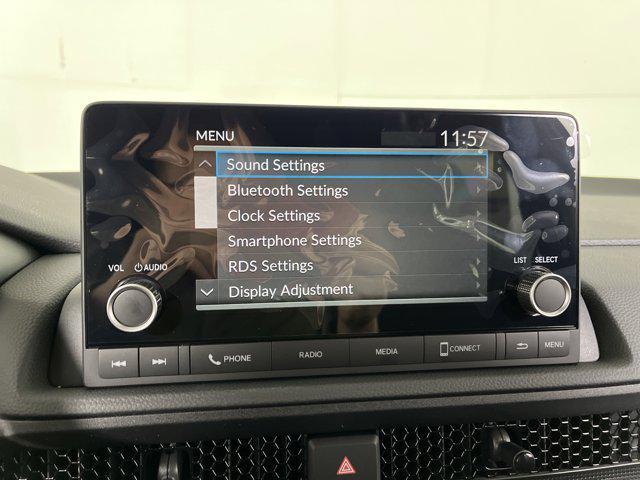 MENU 11:57
Sound Settings
Bluetooth Settings
Clock Settings
Smartphone Settings
RDS Settings
Display Adjustment
VOL AUDIO LIST SELECT
PHONE RADIO MEDIA CONNECT MENU